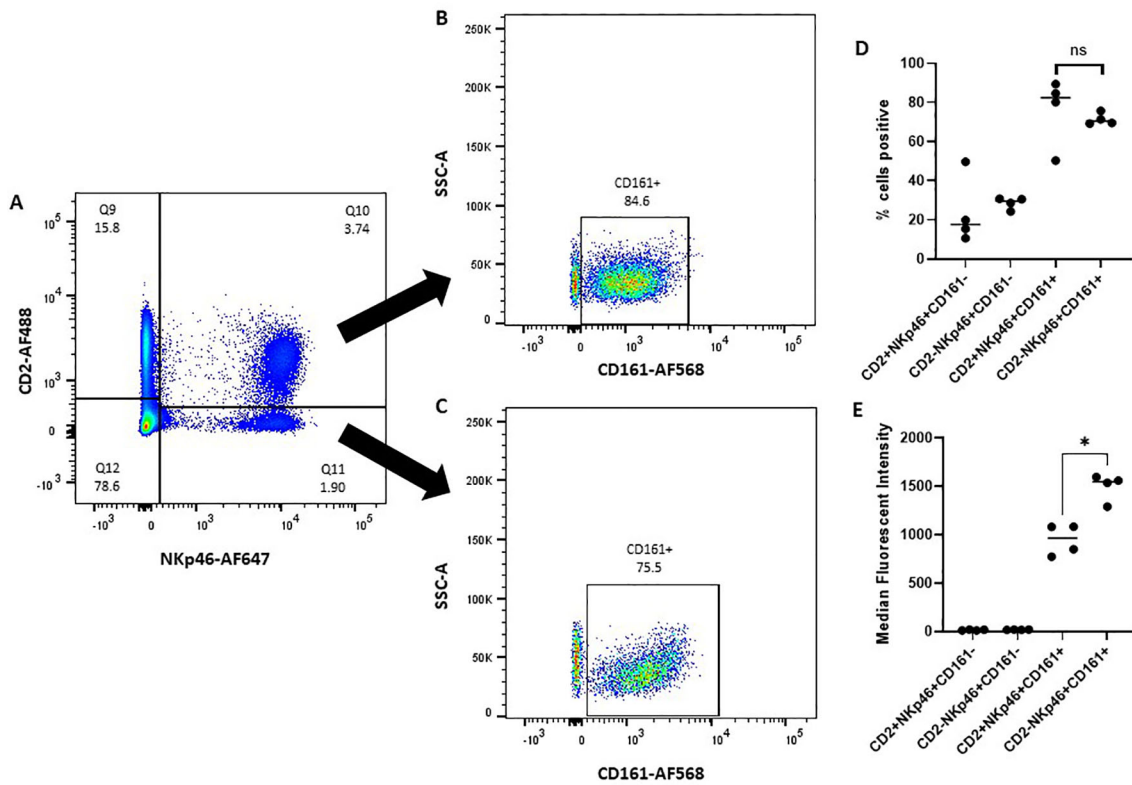 A
CD2-AF488
10^5
10^4
10^3
0
-10^3
Q9
15.8
Q10
3.74
Q12
78.6
Q11
1.90
-10^3
0
10^3
10^4
10^5
NKp46-AF647
B
SSC-A
250K
200K
150K
100K
50K
0
CD161+
84.6
-10^3
0
10^3
10^4
10^5
CD161-AF568
C
SSC-A
250K
200K
150K
100K
50K
0
CD161+
75.5
-10^3
0
10^3
10^4
10^5
CD161-AF568
D
% cells positive
100
80
60
40
20
0
ns
CD2+NKp46+CD161-
CD2-NKp46+CD161-
CD2+NKp46+CD161+
CD2-NKp46+CD161+
E
Median Fluorescent Intensity
2000
1500
1000
500
0
*
CD2+NKp46+CD161-
CD2-NKp46+CD161-
CD2+NKp46+CD161+
CD2-NKp46+CD161+